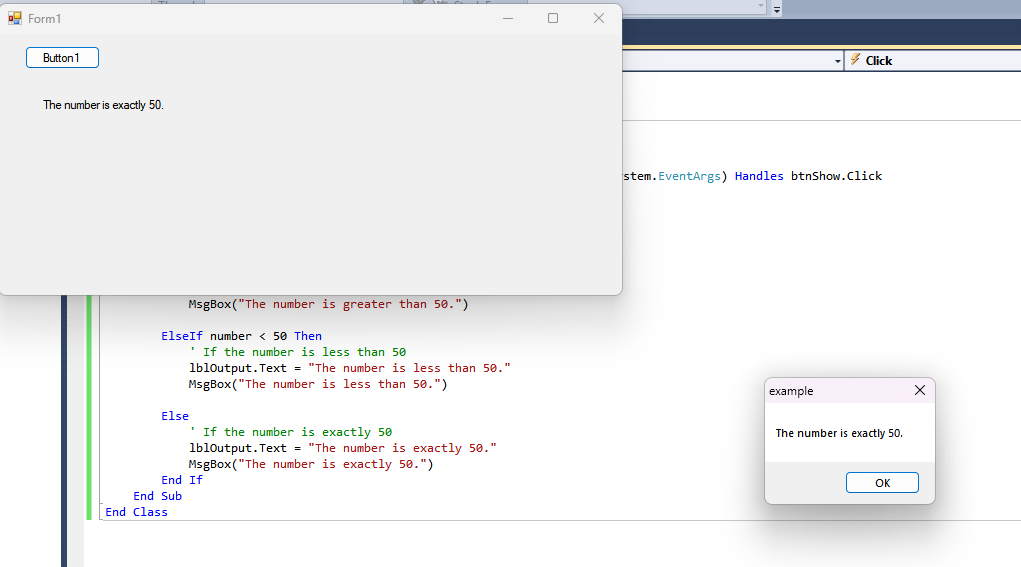 Form1
Button1
The number is exactly 50.
Click
stem.EventArgs) Handles btnShow.Click
MsgBox("The number is greater than 50.")
ElseIf number < 50 Then
' If the number is less than 50
lblOutput.Text = "The number is less than 50."
MsgBox("The number is less than 50.")
Else
' If the number is exactly 50
lblOutput.Text = "The number is exactly 50."
MsgBox("The number is exactly 50.")
End If
End Sub
End Class
example
The number is exactly 50.
OK